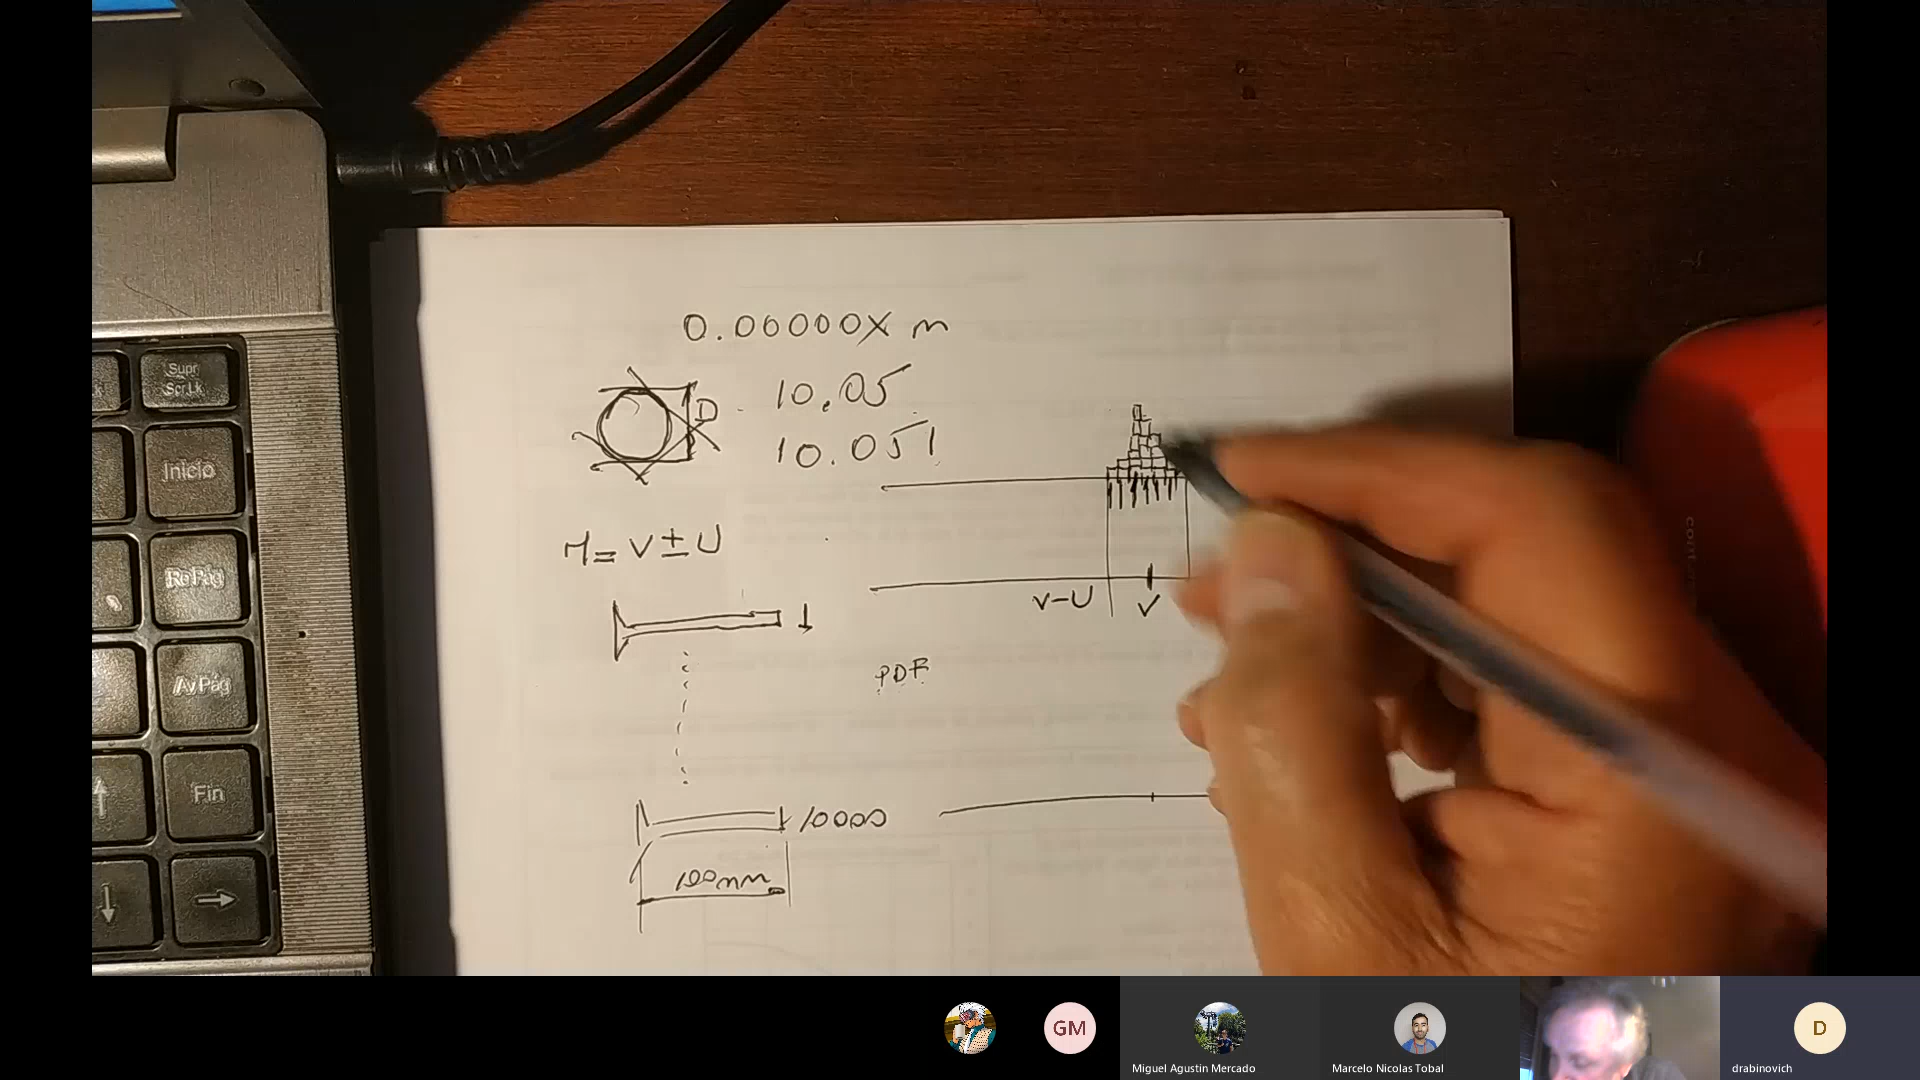 Supr
Scr Lk
Inicio
RePág
AvPág
Fin
0.00000X m
D
10.05
10.051
M = V ± U
V-U
V
1
PDF
10000
100mm
GM
D
Miguel Agustin Mercado
Marcelo Nicolas Tobal
drabinovich